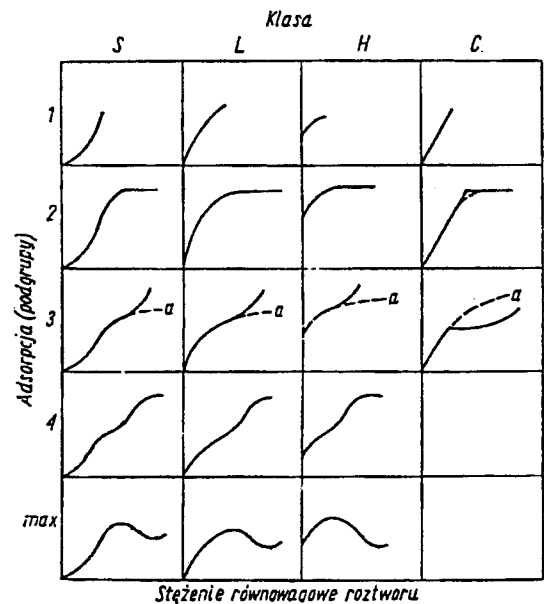 Klasa
S L H C.
1
2
3
4
max
a
a
a
a
Adsorpcja (podgrupy)
Stężenie równowagowe roztworu